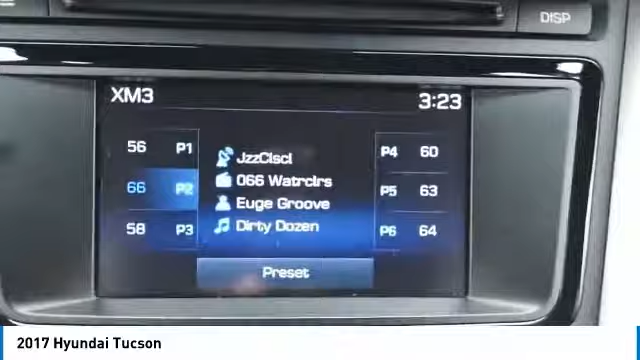 DISP
XM3
3:23
56 P1
66 P2
58 P3
JzzClscl
066 Watrclrs
Euge Groove
Dirty Dozen
P4 60
P5 63
P6 64
Preset
2017 Hyundai Tucson